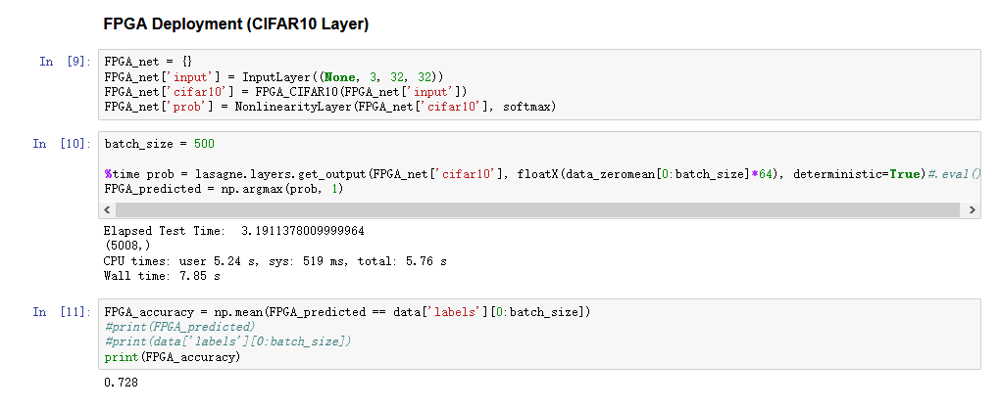 FPGA Deployment (CIFAR10 Layer)
In [9]:
FPGA_net = {}
FPGA_net['input'] = InputLayer((None, 3, 32, 32))
FPGA_net['cifar10'] = FPGA_CIFAR10(FPGA_net['input'])
FPGA_net['prob'] = NonlinearityLayer(FPGA_net['cifar10'], softmax)
In [10]:
batch_size = 500
%time prob = lasagne.layers.get_output(FPGA_net['cifar10'], floatX(data_zeromean[0:batch_size]*64), deterministic=True)#.eval()
FPGA_predicted = np.argmax(prob, 1)
Elapsed Test Time:  3.1911378009999964
(5008,)
CPU times: user 5.24 s, sys: 519 ms, total: 5.76 s
Wall time: 7.85 s
In [11]:
FPGA_accuracy = np.mean(FPGA_predicted == data['labels'][0:batch_size])
#print(FPGA_predicted)
#print(data['labels'][0:batch_size])
print(FPGA_accuracy)
0.728